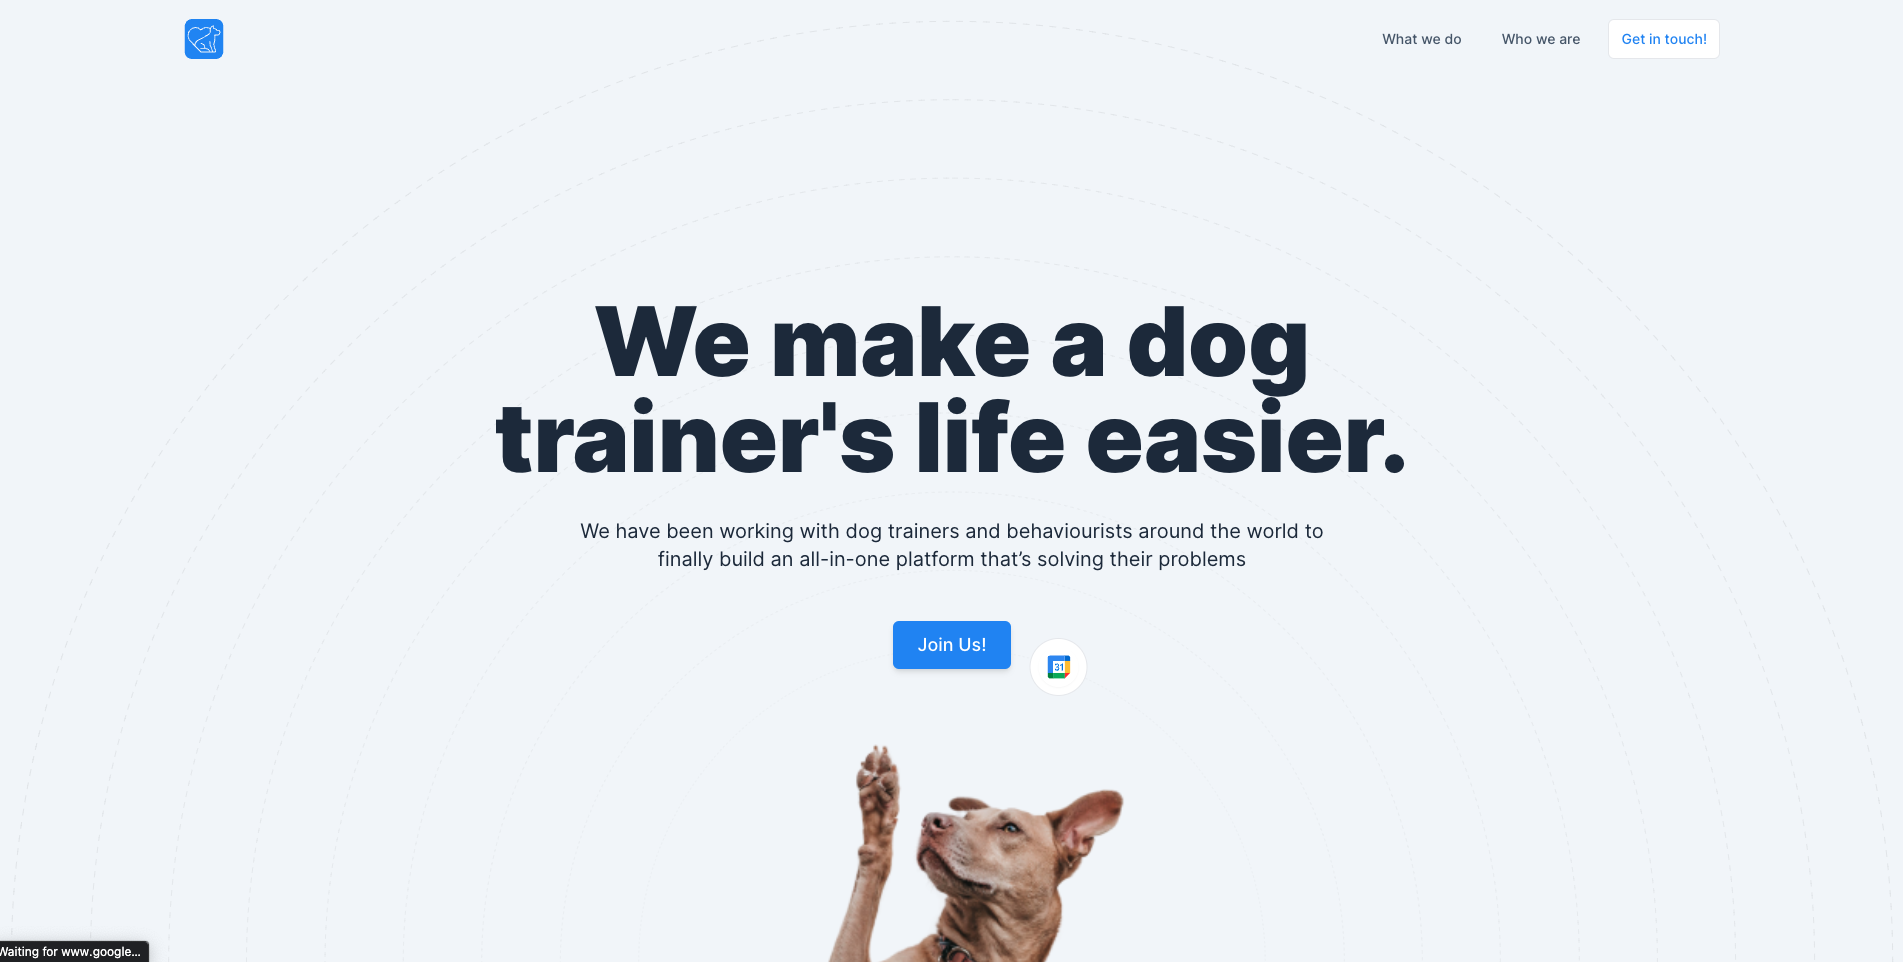 What we do
Who we are
Get in touch!
We make a dog
trainer's life easier.
We have been working with dog trainers and behaviourists around the world to
finally build an all-in-one platform that’s solving their problems
Join Us!
31
Waiting for www.google...